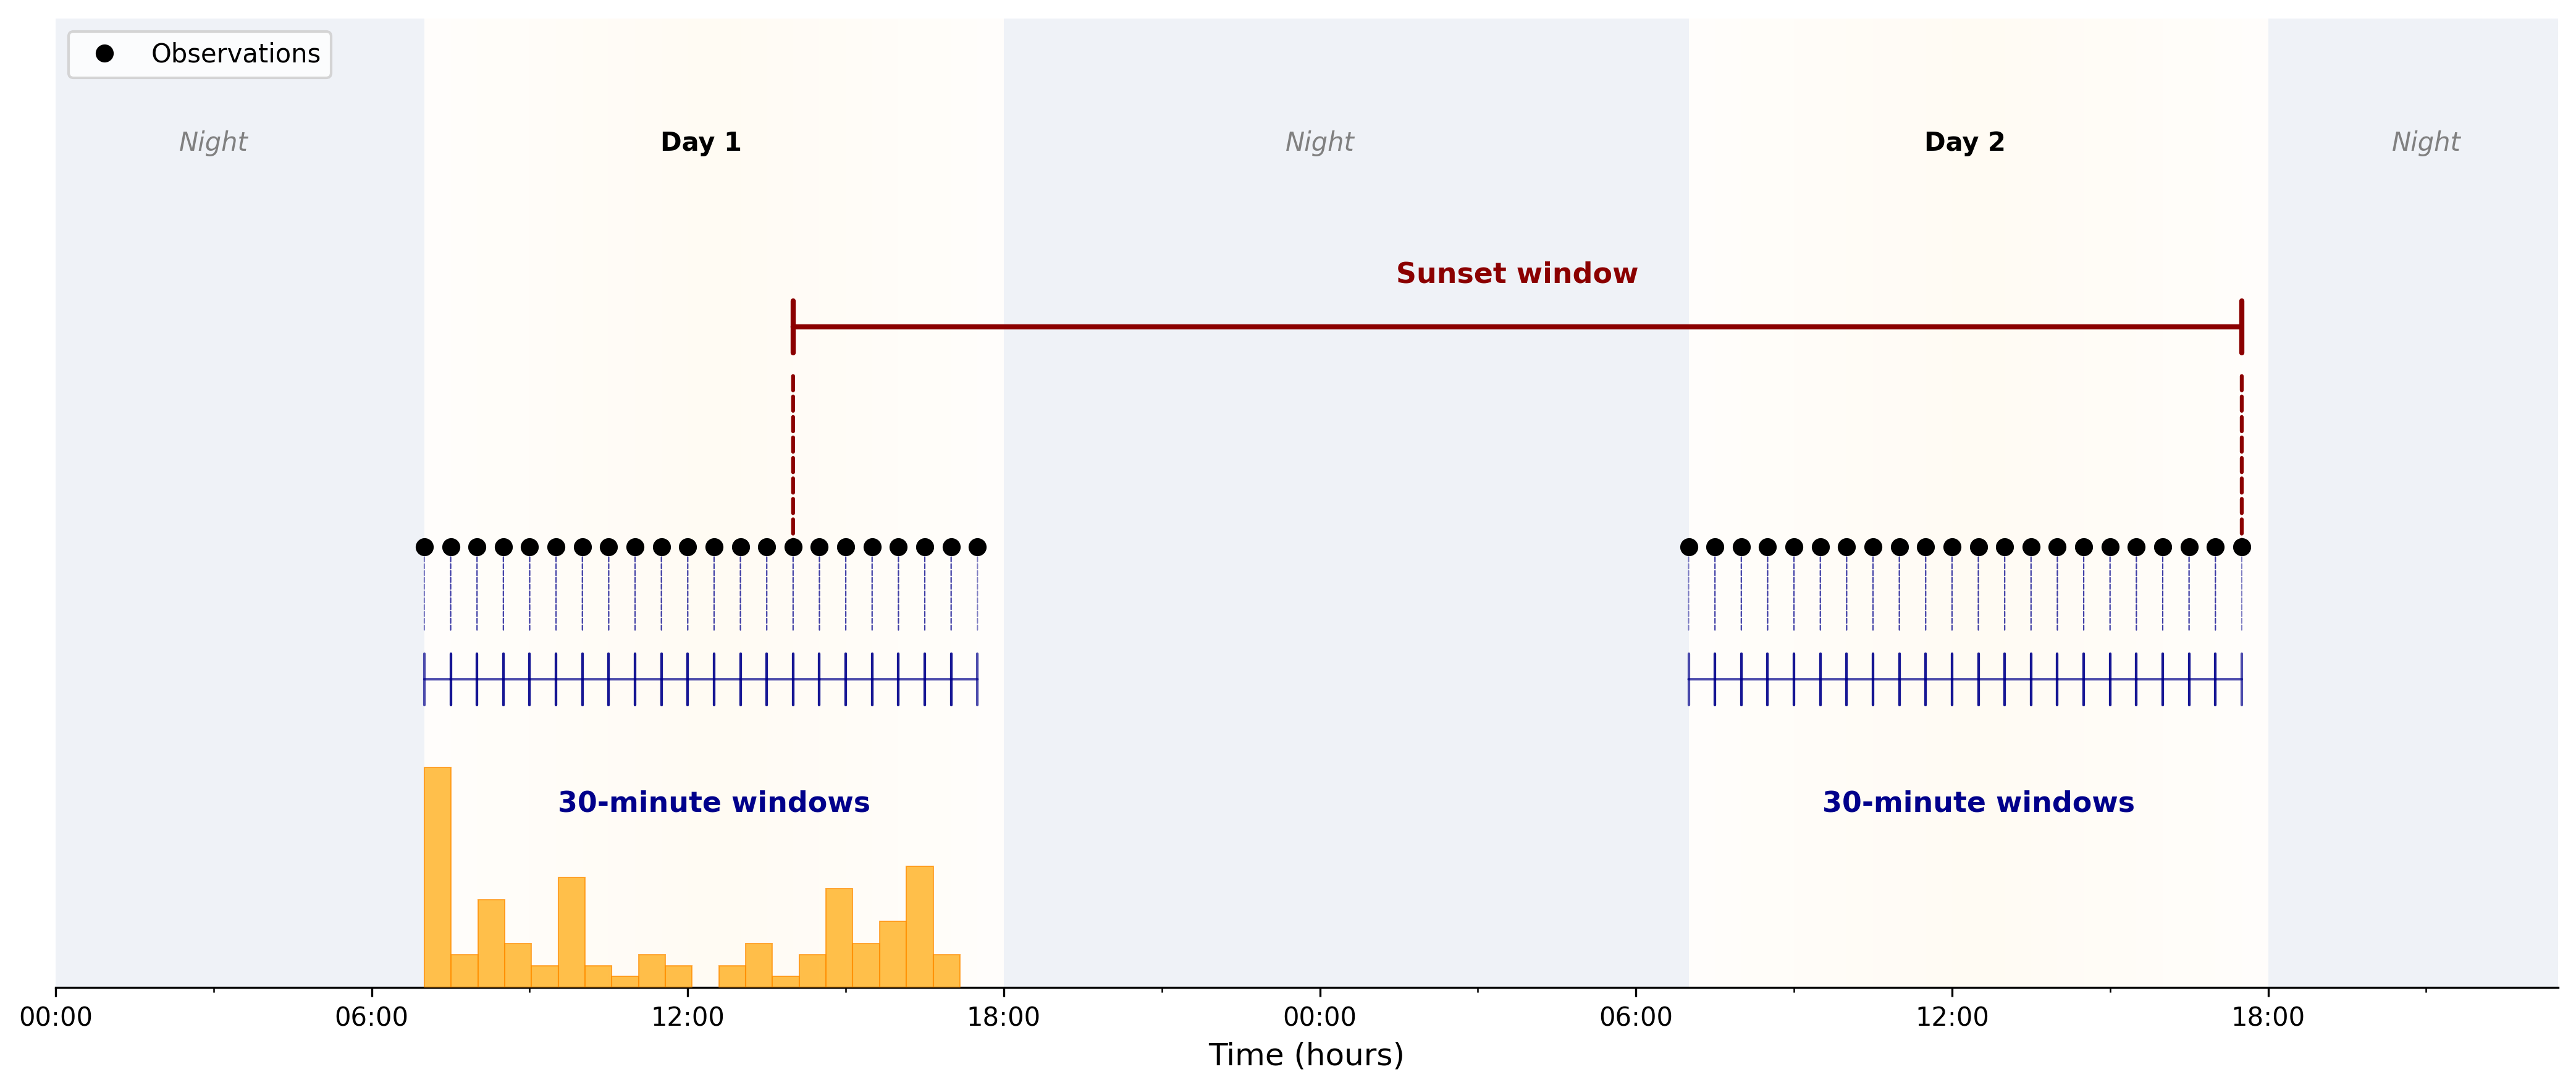 Observations
Night
Day 1
Night
Day 2
Night
Sunset window
30-minute windows
30-minute windows
00:00
06:00
12:00
18:00
00:00
06:00
12:00
18:00
Time (hours)